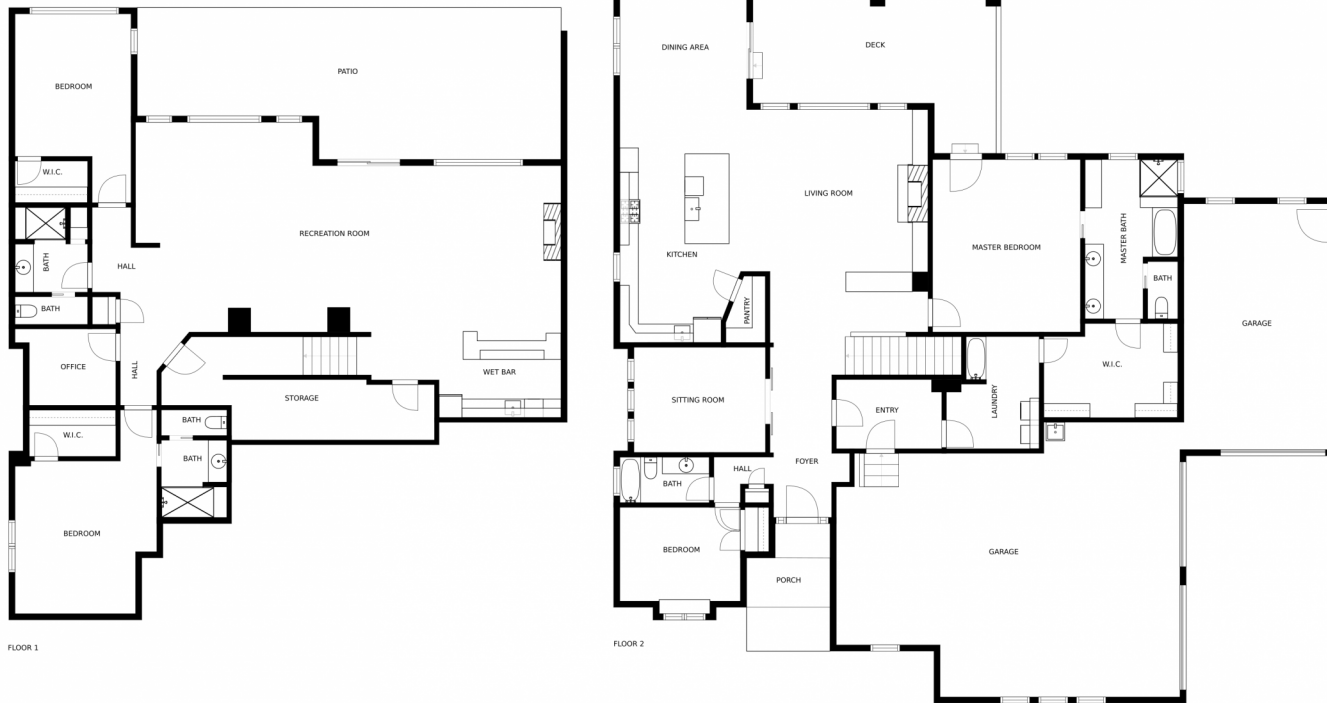 BEDROOM
PATIO
W.I.C.
RECREATION ROOM
BATH
HALL
BATH
OFFICE
HALL
WET BAR
STORAGE
BATH
W.I.C.
BATH
BEDROOM
FLOOR 1
DINING AREA
DECK
LIVING ROOM
KITCHEN
MASTER BEDROOM
MASTER BATH
BATH
PANTRY
GARAGE
W.I.C.
SITTING ROOM
ENTRY
LAUNDRY
FOYER
HALL
BATH
BEDROOM
GARAGE
PORCH
FLOOR 2